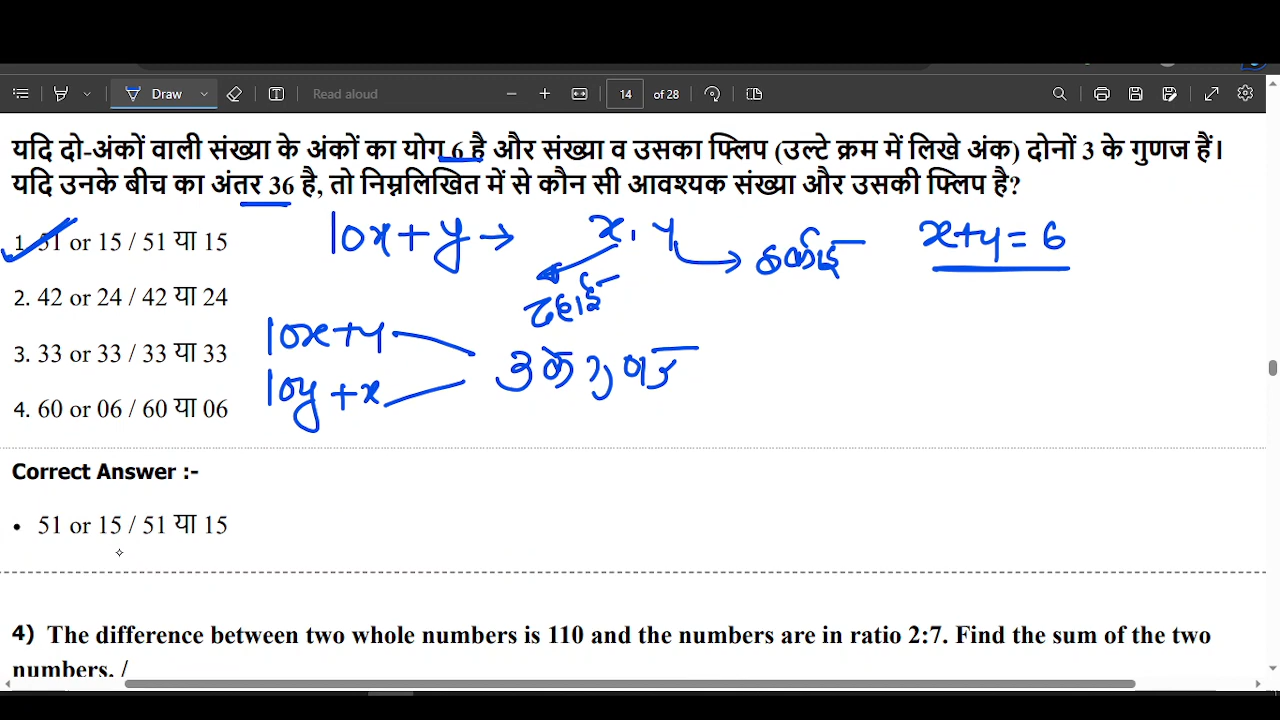 Draw
Read aloud
14 of 28
यदि दो-अंकों वाली संख्या के अंकों का योग 6 है और संख्या व उसका फ्लिप (उल्टे क्रम में लिखे अंक) दोनों 3 के गुणज हैं।
यदि उनके बीच का अंतर 36 है, तो निम्नलिखित में से कौन सी आवश्यक संख्या और उसकी फ्लिप है?
1. 51 or 15 / 51 या 15
10x+y → x, y → इकाई x+y=6
2. 42 or 24 / 42 या 24
दहाई
10x+y
3. 33 or 33 / 33 या 33
3 के गुणज
10y+x
4. 60 or 06 / 60 या 06
Correct Answer :-
• 51 or 15 / 51 या 15
4) The difference between two whole numbers is 110 and the numbers are in ratio 2:7. Find the sum of the two
numbers. /